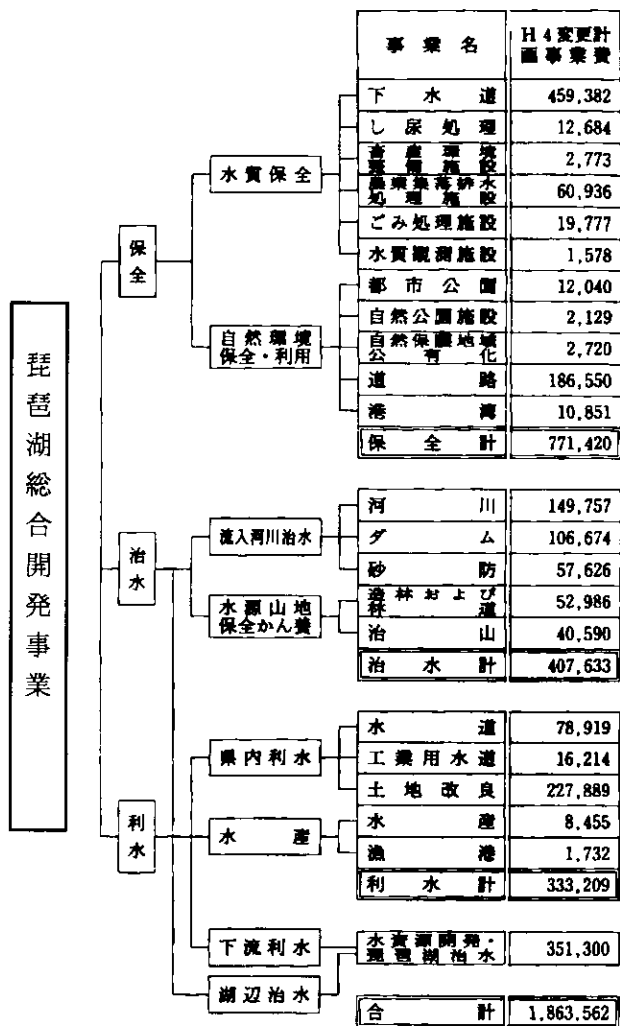 琵琶湖総合開発事業
保全
治水
利水
水質保全
自然環境
保全・利用
流入河川治水
水源山地
保全かん養
県内利水
水産
下流利水
湖辺治水
事業名 H4変更計
画事業費
下水道 459,382
し尿処理 12,684
畜産環境
整備施設 2,773
農業集落排水
処理施設 60,936
ごみ処理施設 19,777
水質観測施設 1,578
都市公園 12,040
自然公園施設 2,129
自然保護地域
公有化 2,720
道路 186,550
港湾 10,851
保全計 771,420
河川 149,757
ダム 106,674
砂防 57,626
造林および
林道 52,986
治山 40,590
治水計 407,633
水道 78,919
工業用水道 16,214
土地改良 227,889
水産 8,455
漁港 1,732
利水計 333,209
水資源開発・
琵琶湖治水 351,300
合計 1,863,562